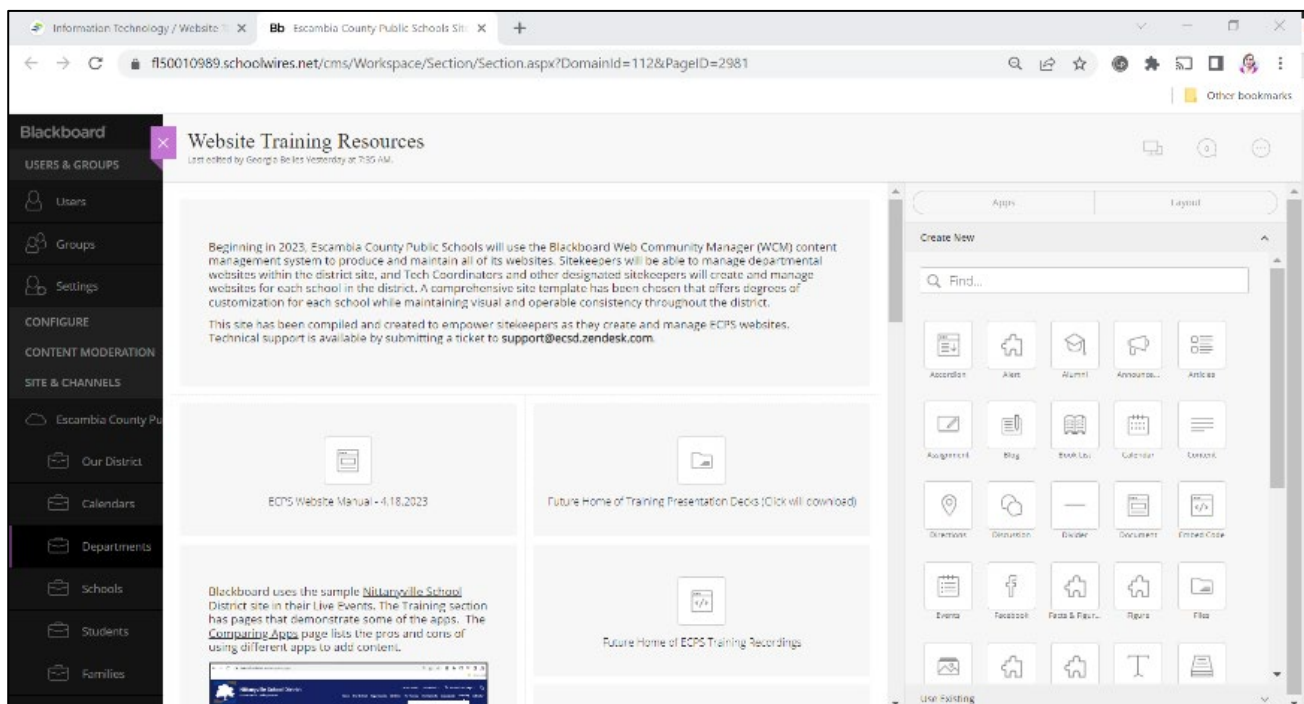 Information Technology / Website T
Bb Escambia County Public Schools Sit
fl50010989.schoolwires.net/cms/Workspace/Section/Section.aspx?DomainId=112&PageID=2981
Other bookmarks
Blackboard
USERS & GROUPS
Users
Groups
Settings
CONFIGURE
CONTENT MODERATION
SITE & CHANNELS
Escambia County Pu
Our District
Calendars
Departments
Schools
Students
Families
Website Training Resources
Last edited by Georgia Belles Yesterday at 7:35 AM.
Beginning in 2023, Escambia County Public Schools will use the Blackboard Web Community Manager (WCM) content
management system to produce and maintain all of its websites. Sitekeepers will be able to manage departmental
websites within the district site, and Tech Coordinators and other designated sitekeepers will create and manage
websites for each school in the district. A comprehensive site template has been chosen that offers degrees of
customization for each school while maintaining visual and operable consistency throughout the district.
This site has been compiled and created to empower sitekeepers as they create and manage ECPS websites.
Technical support is available by submitting a ticket to support@ecsd.zendesk.com.
ECPS Website Manual - 4.18.2023
Future Home of Training Presentation Decks (Click will download)
Blackboard uses the sample Nittanyville School
District site in their Live Events. The Training section
has pages that demonstrate some of the apps. The
Comparing Apps page lists the pros and cons of
using different apps to add content.
Nittanyville School District
Future Home of ECPS Training Recordings
Apps
Layout
Create New
Find...
Accordion
Alert
Alumni
Announce...
Articles
Assignment
Blog
Book List
Calendar
Content
Directions
Discussion
Divider
Document
Embed Code
Events
Facebook
Facts & Figur...
Figure
Files
Use Existing